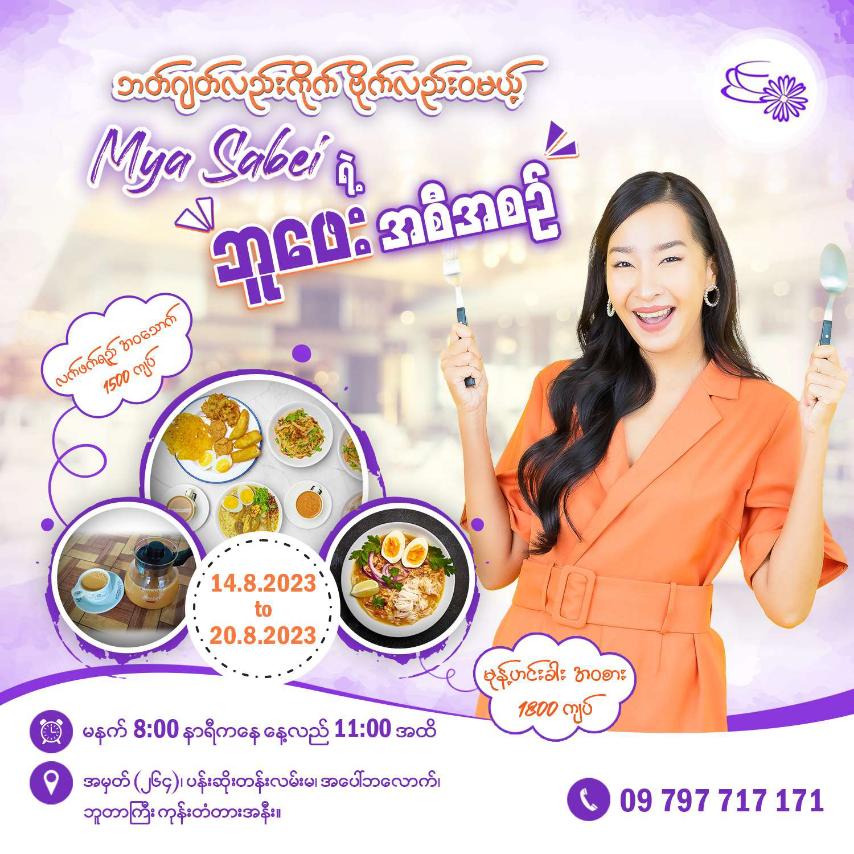 ဘတ်ဂျတ်လည်းကိုက် ဗိုက်လည်းဝမယ့်
Mya Sabei ရဲ့
ဘူဖေး အစီအစဉ်
လက်ဖက်ရည် အဝသောက်
1500 ကျပ်
14.8.2023
to
20.8.2023
မုန့်ဟင်းခါး အဝစား
1800 ကျပ်
မနက် 8:00 နာရီကနေ နေ့လည် 11:00 အထိ
အမှတ် (၂၆၄)၊ ပန်းဆိုးတန်းလမ်းမ၊ အပေါ်ဘလောက်၊
ဘူတာကြီး ကုန်းတံတားအနီး။
09 797 717 171